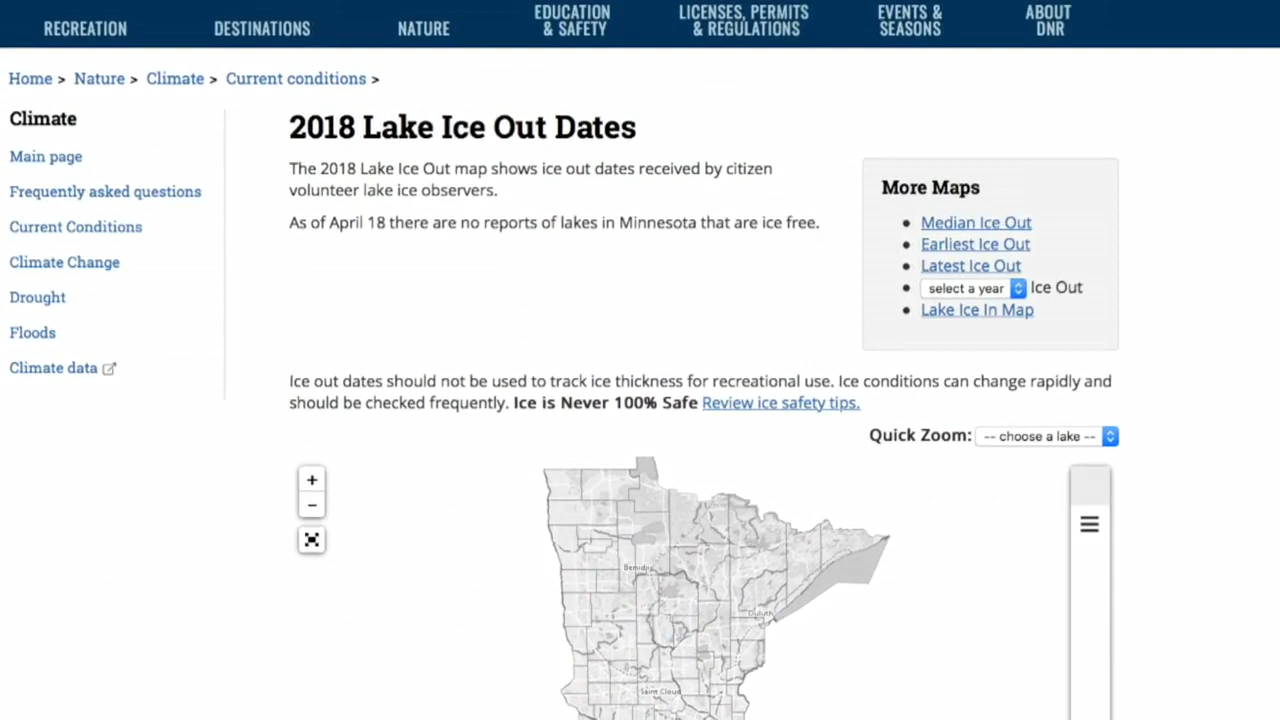 RECREATION
DESTINATIONS
NATURE
EDUCATION
& SAFETY
LICENSES, PERMITS
& REGULATIONS
EVENTS &
SEASONS
ABOUT
DNR
Home > Nature > Climate > Current conditions >
Climate
Main page
Frequently asked questions
Current Conditions
Climate Change
Drought
Floods
Climate data
2018 Lake Ice Out Dates
The 2018 Lake Ice Out map shows ice out dates received by citizen
volunteer lake ice observers.
As of April 18 there are no reports of lakes in Minnesota that are ice free.
More Maps
Median Ice Out
Earliest Ice Out
Latest Ice Out
select a year Ice Out
Lake Ice In Map
Ice out dates should not be used to track ice thickness for recreational use. Ice conditions can change rapidly and
should be checked frequently. Ice is Never 100% Safe Review ice safety tips.
Quick Zoom: -- choose a lake --
+
−
Bemidji
Duluth
Saint Cloud